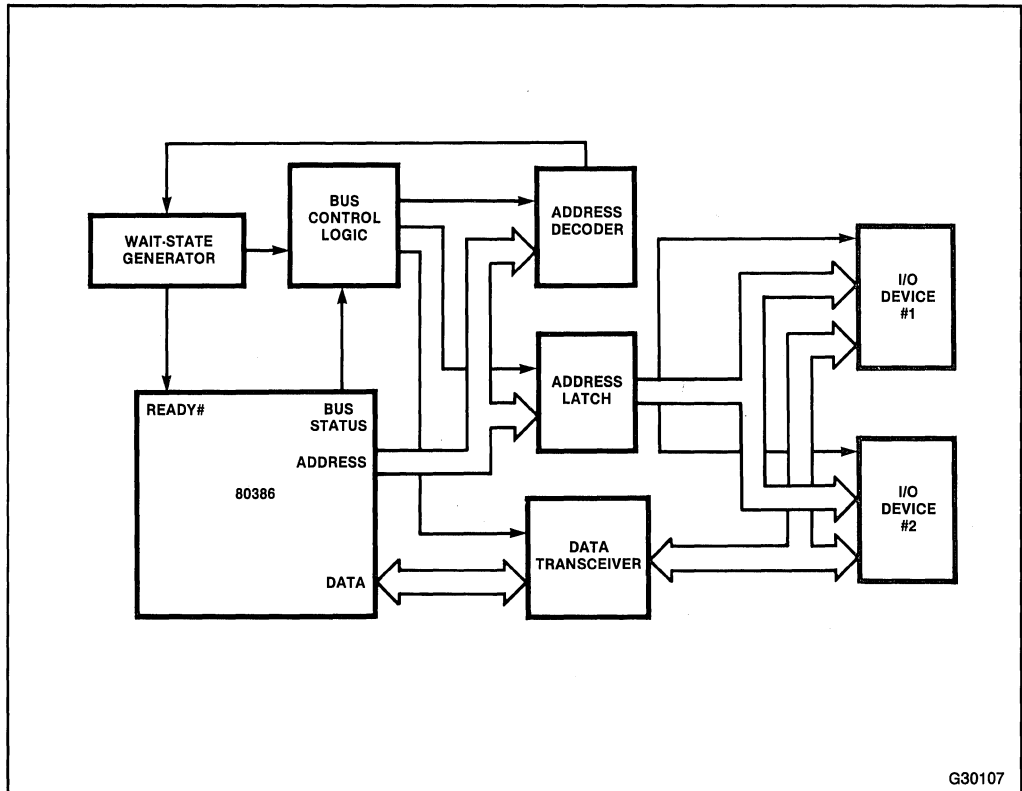 BUS
CONTROL
LOGIC
ADDRESS
DECODER
WAIT-STATE
GENERATOR
I/O
DEVICE
#1
ADDRESS
LATCH
READY#
BUS
STATUS
ADDRESS
80386
I/O
DEVICE
#2
DATA
TRANSCEIVER
DATA
G30107